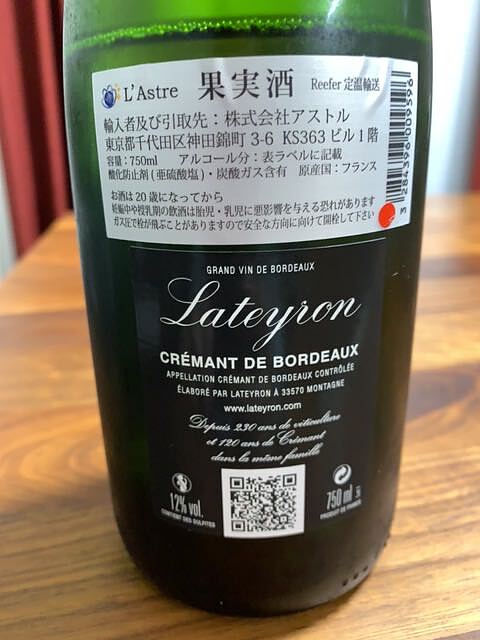 L'Astre 果実酒 Reefer 定温輸送
輸入者及び引取先：株式会社アストル
東京都千代田区神田錦町 3-6 KS363 ビル 1 階
容量：750ml アルコール分：表ラベルに記載
酸化防止剤 (亜硫酸塩)・炭酸ガス含有 原産国：フランス
お酒は 20 歳になってから
妊娠中や授乳期の飲酒は胎児・乳児に悪影響を与える恐れがあります
ガス圧で栓が飛ぶことがありますので安全な方向に向けて開栓して下さい
3 284396 009596
GRAND VIN DE BORDEAUX
Lateyron
CRÉMANT DE BORDEAUX
APPELLATION CRÉMANT DE BORDEAUX CONTRÔLÉE
ÉLABORÉ PAR LATEYRON À 33570 MONTAGNE
www.lateyron.com
Depuis 230 ans de viticulture
et 120 ans de Crémant
dans la même famille
12% vol.
CONTIENT DES SULFITES
750 ml
PRODUIT DE FRANCE